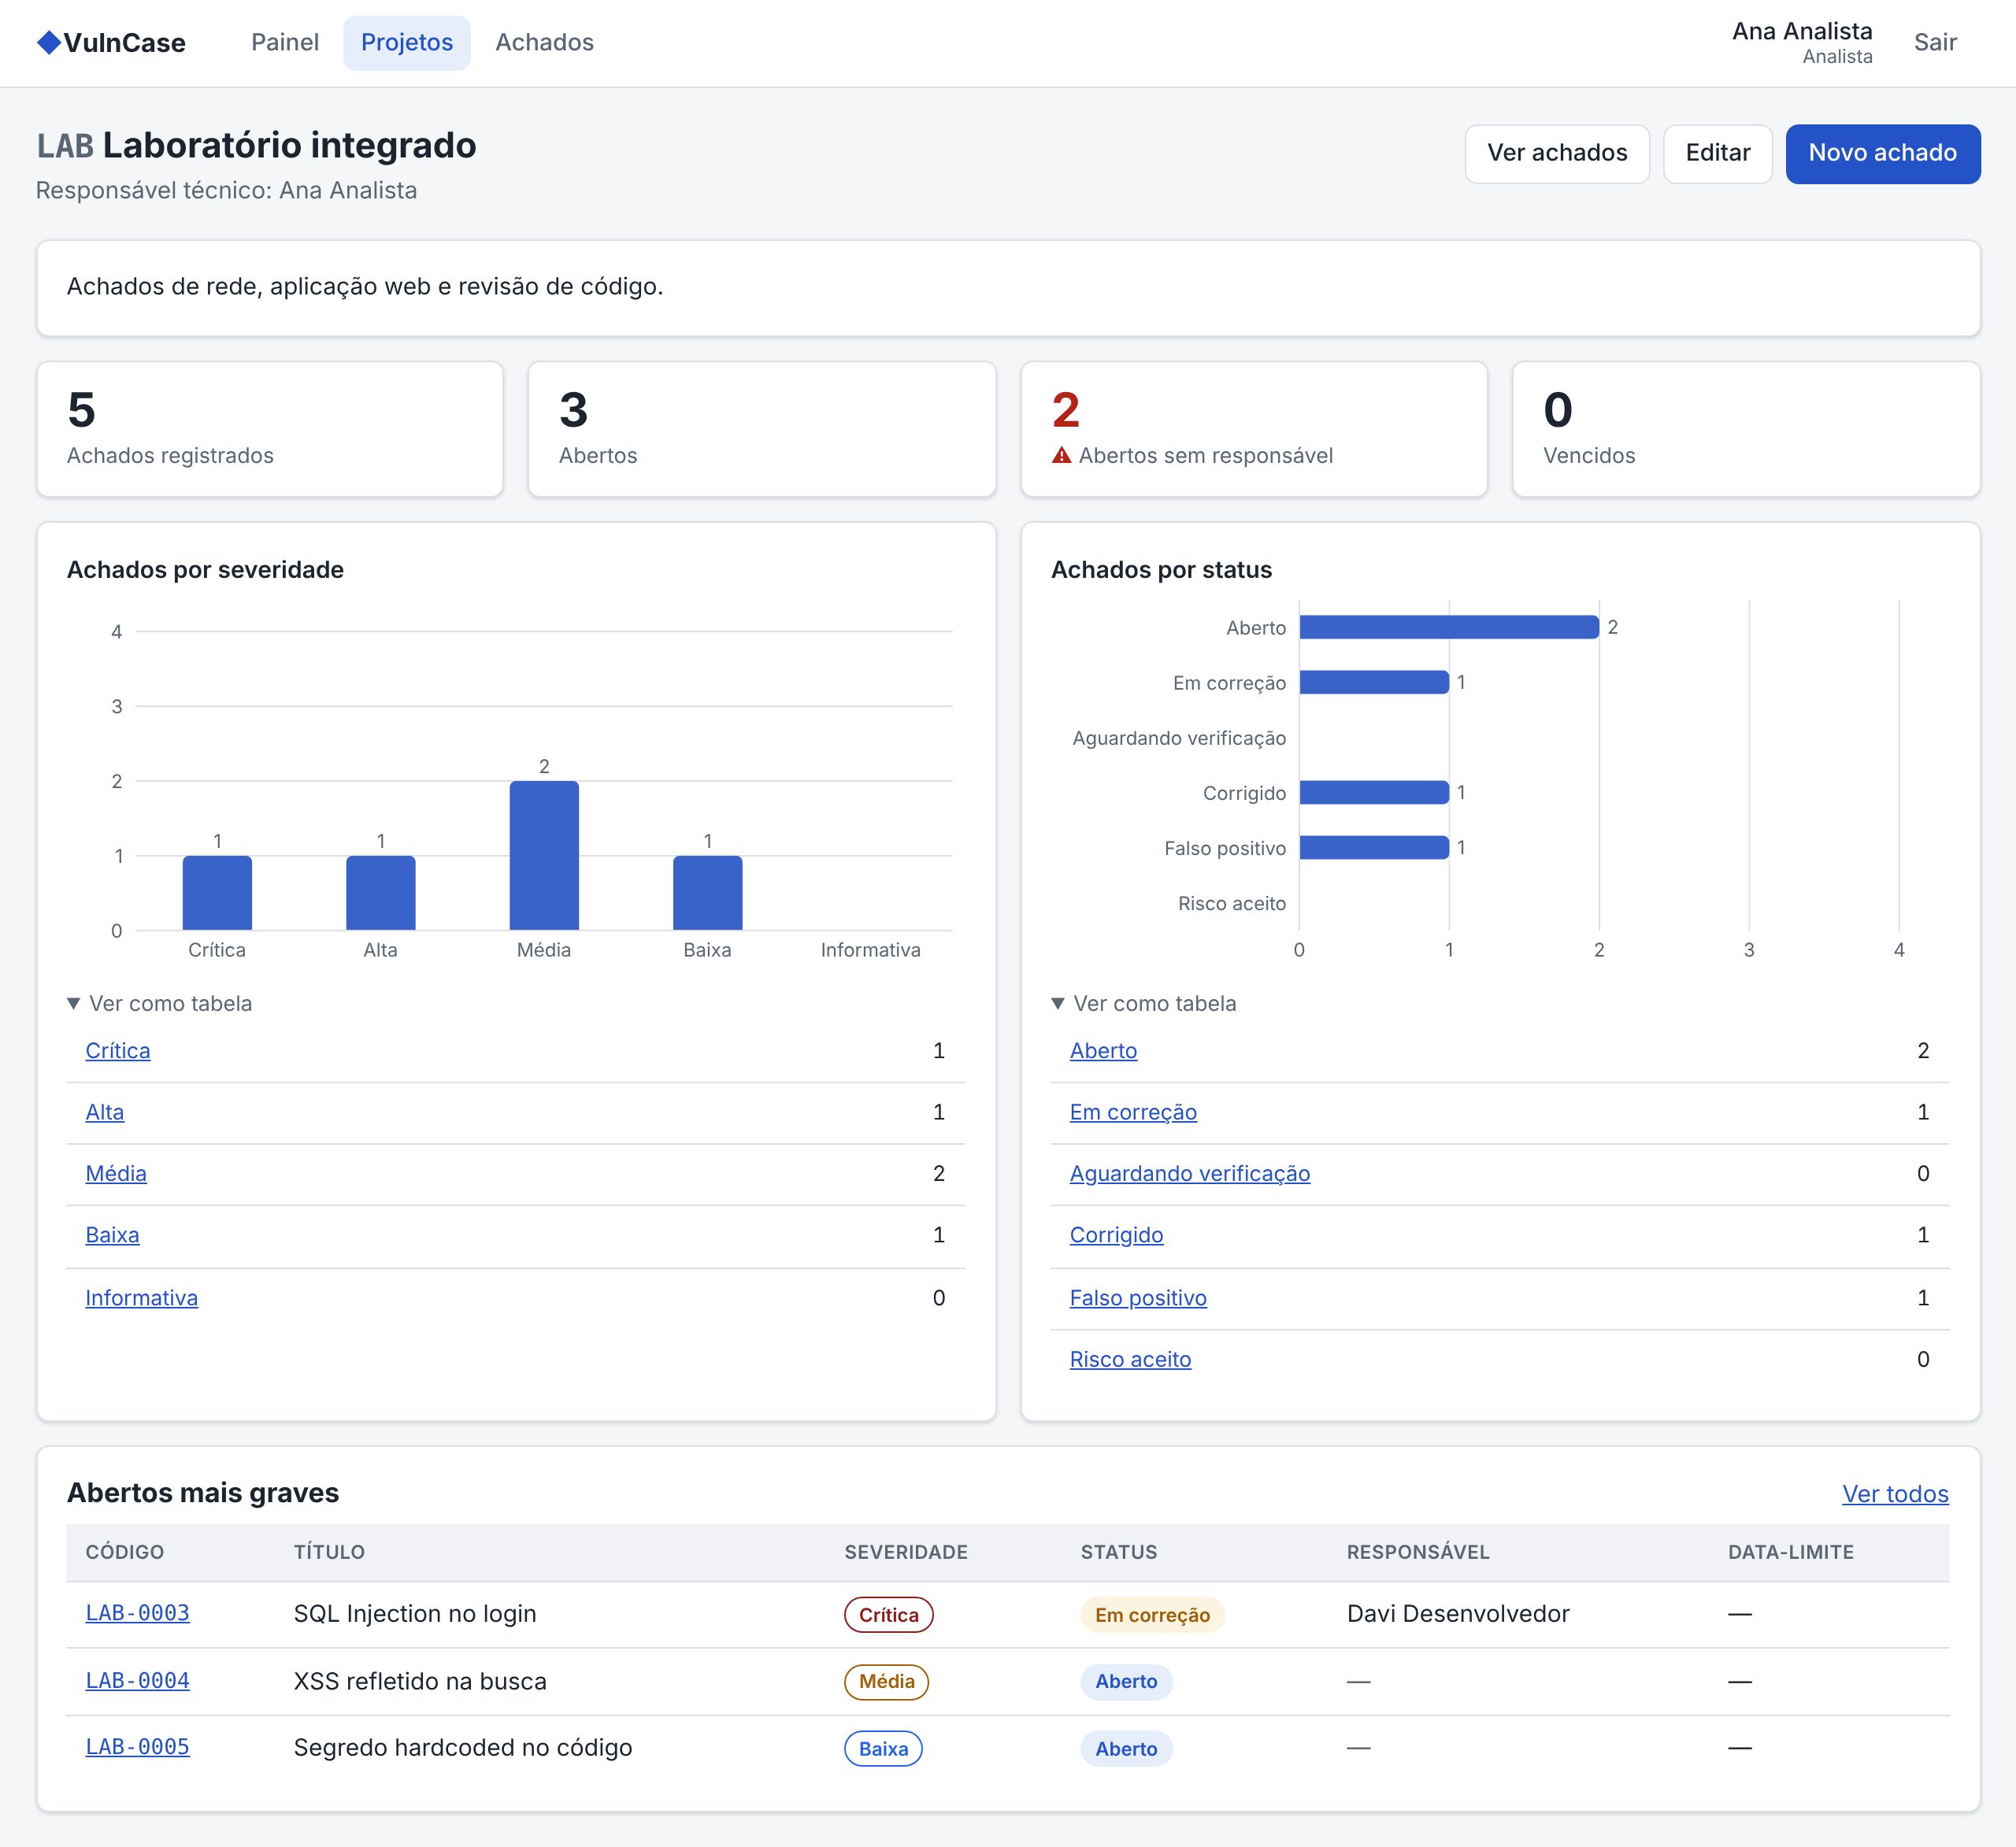 VulnCase Painel Projetos Achados Ana Analista Sair
Analista
LAB Laboratório integrado
Responsável técnico: Ana Analista
Ver achados Editar Novo achado
Achados de rede, aplicação web e revisão de código.
5
Achados registrados
3
Abertos
2
Abertos sem responsável
0
Vencidos
Achados por severidade
4
3
2
1
0
1 1 2 1
Crítica Alta Média Baixa Informativa
Ver como tabela
Crítica 1
Alta 1
Média 2
Baixa 1
Informativa 0
Achados por status
Aberto 2
Em correção 1
Aguardando verificação
Corrigido 1
Falso positivo 1
Risco aceito
0 1 2 3 4
Ver como tabela
Aberto 2
Em correção 1
Aguardando verificação 0
Corrigido 1
Falso positivo 1
Risco aceito 0
Abertos mais graves Ver todos
CÓDIGO TÍTULO SEVERIDADE STATUS RESPONSÁVEL DATA-LIMITE
LAB-0003 SQL Injection no login Crítica Em correção Davi Desenvolvedor —
LAB-0004 XSS refletido na busca Média Aberto — —
LAB-0005 Segredo hardcoded no código Baixa Aberto — —